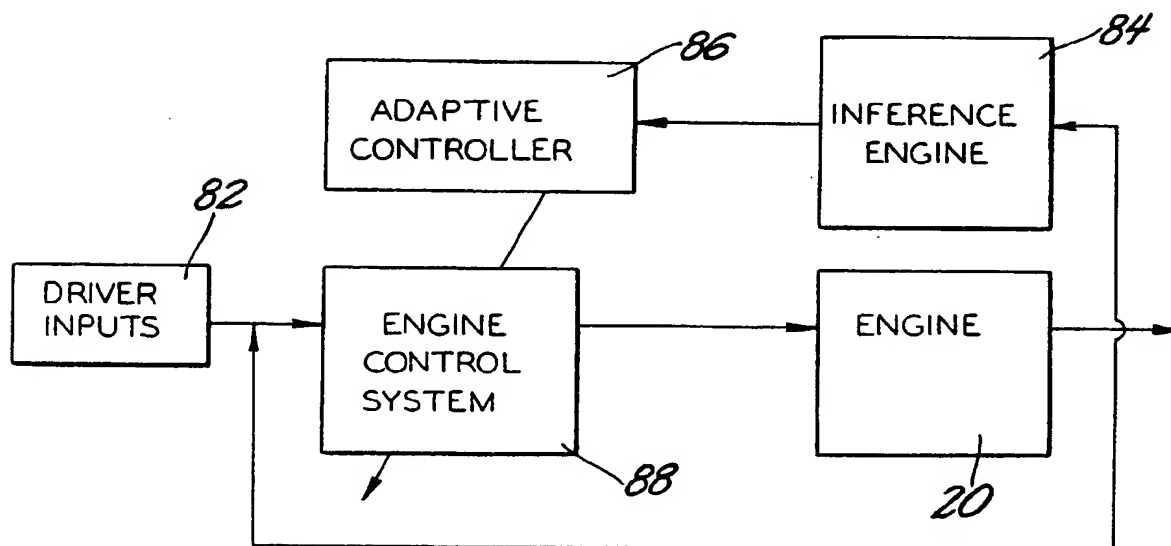 86
ADAPTIVE
CONTROLLER
84
INFERENCE
ENGINE
82
DRIVER
INPUTS
ENGINE
CONTROL
SYSTEM
88
ENGINE
20